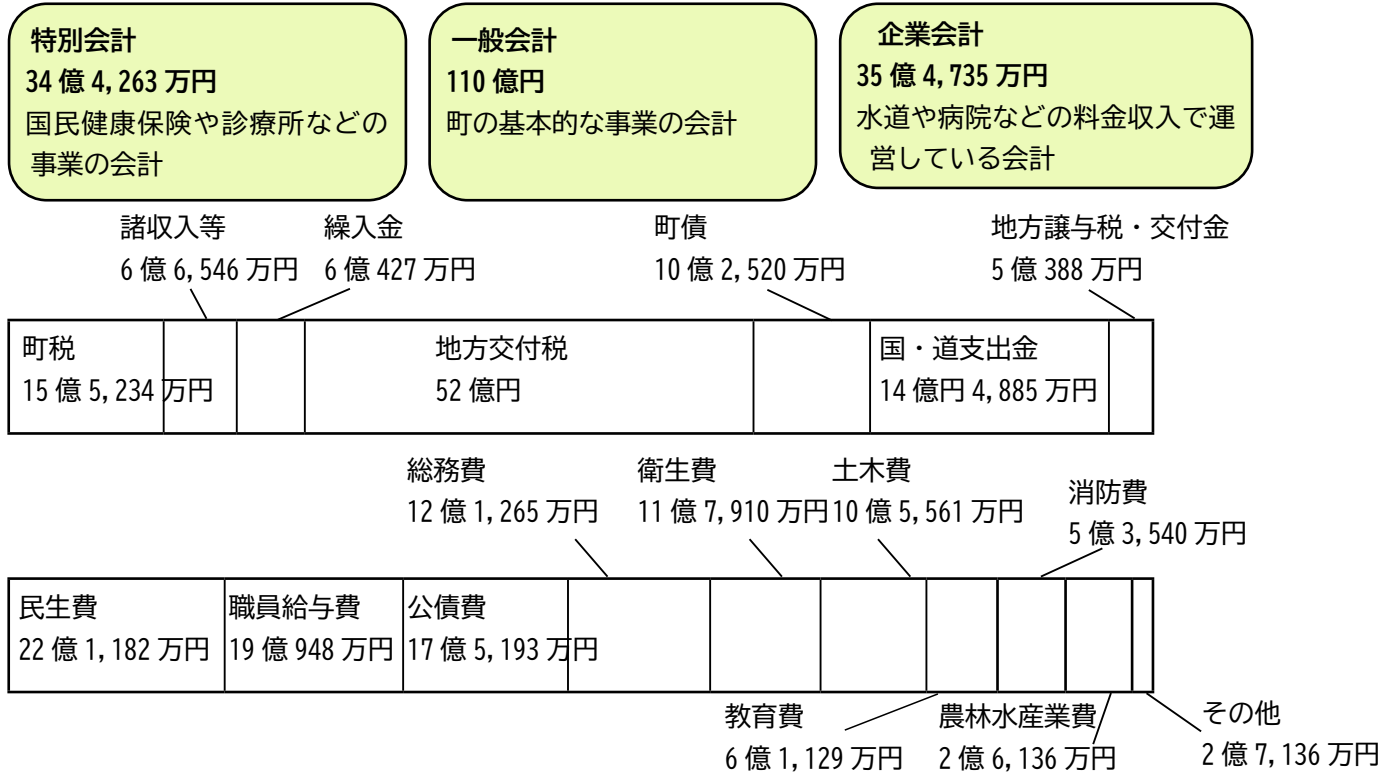 特別会計
34億4,263万円
国民健康保険や診療所などの
事業の会計
一般会計
110億円
町の基本的な事業の会計
企業会計
35億4,735万円
水道や病院などの料金収入で運
営している会計
諸収入等
6億6,546万円
繰入金
6億427万円
町債
10億2,520万円
地方譲与税・交付金
5億388万円
町税
15億5,234万円
地方交付税
52億円
国・道支出金
14億円4,885万円
総務費
12億1,265万円
衛生費
11億7,910万円
土木費
10億5,561万円
消防費
5億3,540万円
民生費
22億1,182万円
職員給与費
19億948万円
公債費
17億5,193万円
教育費
6億1,129万円
農林水産業費
2億6,136万円
その他
2億7,136万円